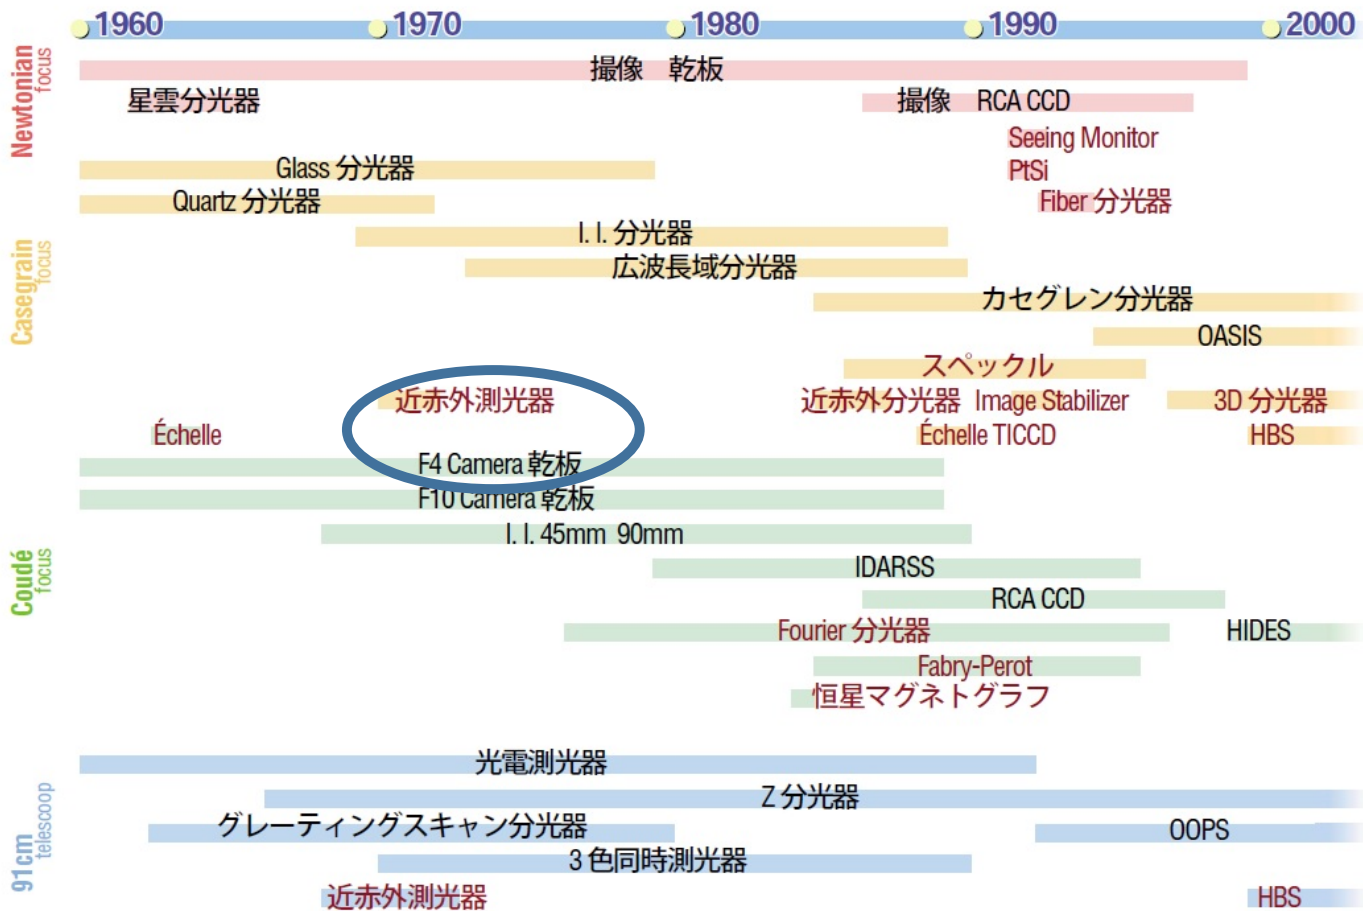 1960 1970 1980 1990 2000
Newtonian focus
撮像 乾板
星雲分光器 撮像 RCA CCD
Seeing Monitor
PtSi
Fiber 分光器
Casegrain focus
Glass 分光器
Quartz 分光器
I. I. 分光器
広波長域分光器
カセグレン分光器
OASIS
スペックル
近赤外測光器 近赤外分光器 Image Stabilizer 3D 分光器
Échelle TICCD HBS
Coudé focus
Échelle
F4 Camera 乾板
F10 Camera 乾板
I. I. 45mm 90mm
IDARSS
RCA CCD
Fourier 分光器 HIDES
Fabry-Perot
恒星マグネトグラフ
91cm telescoop
光電測光器
Z 分光器
グレーティングスキャン分光器 OOPS
3 色同時測光器
近赤外測光器 HBS